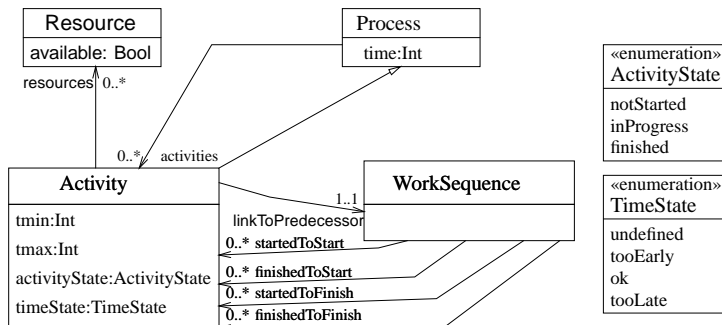 Resource
available: Bool
resources
0..*
Process
time:Int
0..*
activities
Activity
tmin:Int
tmax:Int
activityState:ActivityState
timeState:TimeState
1..1
linkToPredecessor
WorkSequence
0..* startedToStart
0..* finishedToStart
0..* startedToFinish
0..* finishedToFinish
«enumeration»
ActivityState
notStarted
inProgress
finished
«enumeration»
TimeState
undefined
tooEarly
ok
tooLate